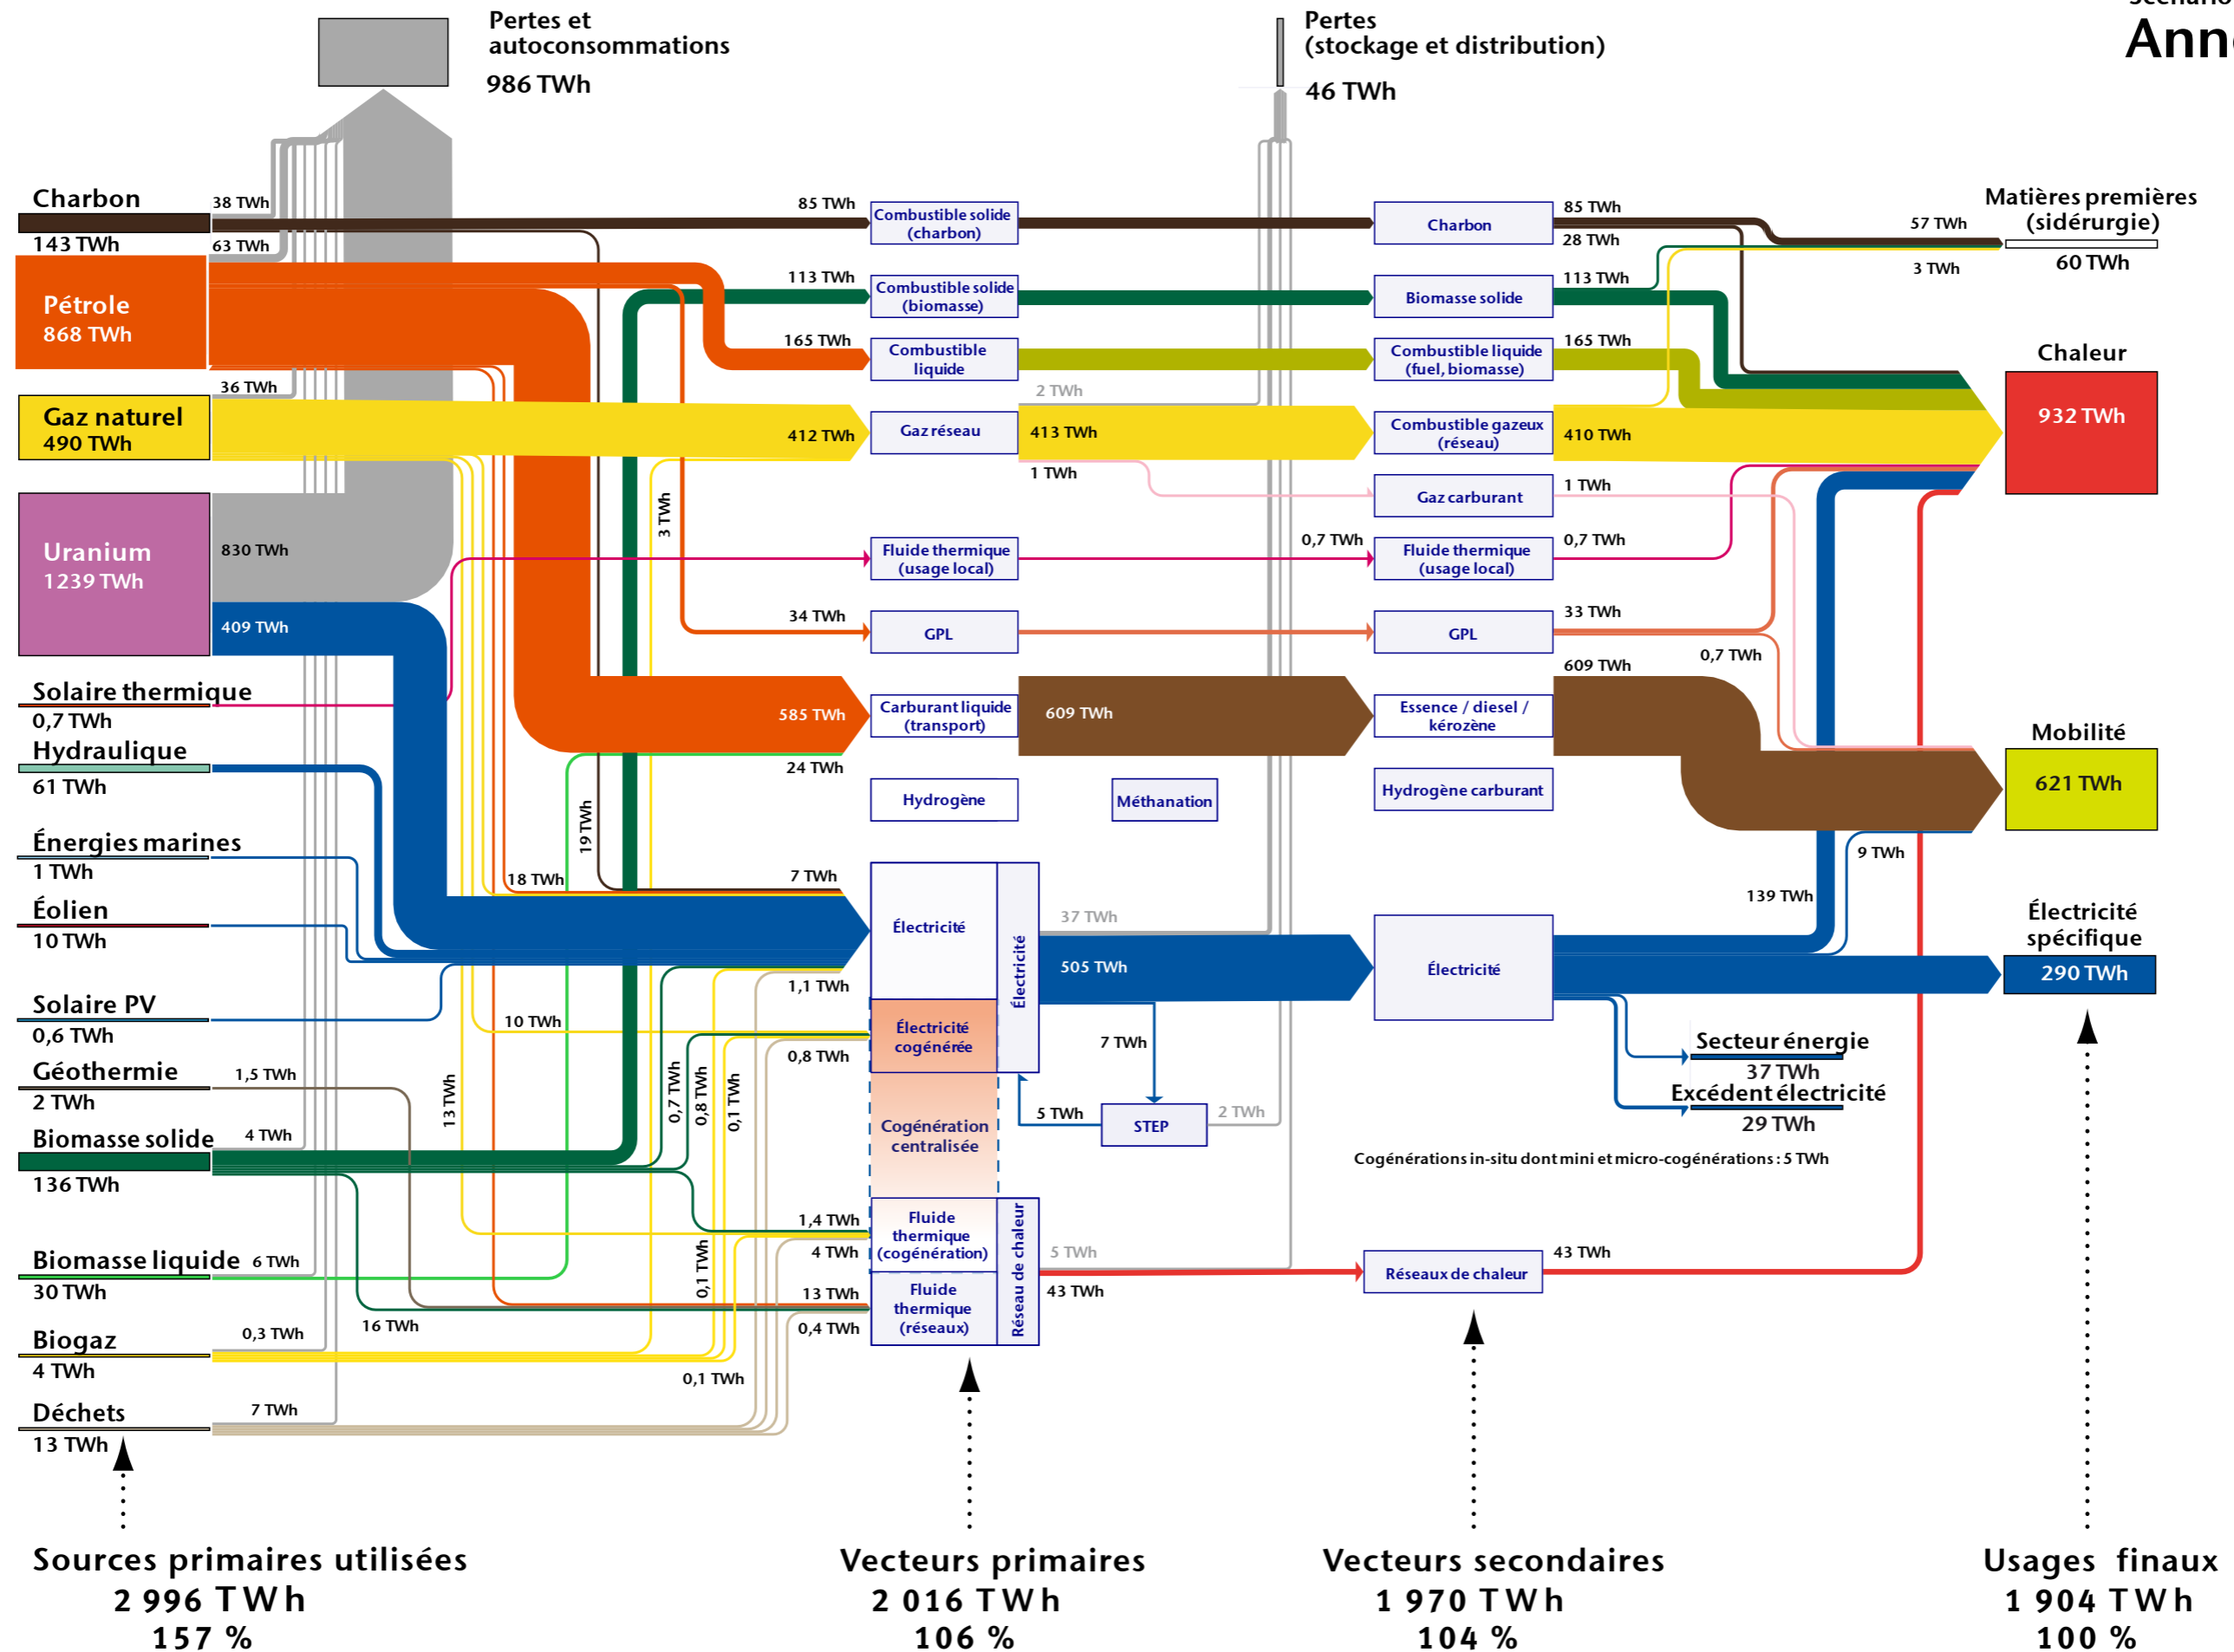 Pertes et
autoconsommations
986 TWh
Pertes
(stockage et distribution)
46 TWh
Charbon
143 TWh
38 TWh
63 TWh
Pétrole
868 TWh
36 TWh
Gaz naturel
490 TWh
Uranium
1239 TWh
830 TWh
409 TWh
Solaire thermique
0,7 TWh
Hydraulique
61 TWh
Énergies marines
1 TWh
Éolien
10 TWh
Solaire PV
0,6 TWh
Géothermie
2 TWh
1,5 TWh
Biomasse solide
136 TWh
4 TWh
Biomasse liquide
30 TWh
6 TWh
Biogaz
4 TWh
0,3 TWh
Déchets
13 TWh
7 TWh
16 TWh
13 TWh
10 TWh
18 TWh
19 TWh
3 TWh
0,7 TWh
0,8 TWh
0,1 TWh
0,1 TWh
0,1 TWh
85 TWh
113 TWh
165 TWh
412 TWh
34 TWh
585 TWh
24 TWh
7 TWh
1,1 TWh
0,8 TWh
1,4 TWh
4 TWh
13 TWh
0,4 TWh
Combustible solide
(charbon)
Combustible solide
(biomasse)
Combustible
liquide
Gaz réseau
Fluide thermique
(usage local)
GPL
Carburant liquide
(transport)
Hydrogène
Méthanation
Électricité
Électricité
cogénérée
Électricité
Cogénération
centralisée
Fluide
thermique
(cogénération)
Fluide
thermique
(réseaux)
Réseau de chaleur
2 TWh
413 TWh
1 TWh
0,7 TWh
609 TWh
37 TWh
505 TWh
7 TWh
5 TWh
STEP
2 TWh
5 TWh
43 TWh
Charbon
Biomasse solide
Combustible liquide
(fuel, biomasse)
Combustible gazeux
(réseau)
Gaz carburant
Fluide thermique
(usage local)
GPL
Essence / diesel /
kérozène
Hydrogène carburant
Électricité
Réseaux de chaleur
85 TWh
28 TWh
113 TWh
165 TWh
410 TWh
1 TWh
0,7 TWh
33 TWh
0,7 TWh
609 TWh
139 TWh
9 TWh
43 TWh
57 TWh
3 TWh
Anné
Matières premières
(sidérurgie)
60 TWh
Chaleur
932 TWh
Mobilité
621 TWh
Électricité
spécifique
290 TWh
Secteur énergie
37 TWh
Excédent électricité
29 TWh
Cogénérations in-situ dont mini et micro-cogénérations : 5 TWh
Sources primaires utilisées
2 996 TWh
157 %
Vecteurs primaires
2 016 TWh
106 %
Vecteurs secondaires
1 970 TWh
104 %
Usages finaux
1 904 TWh
100 %